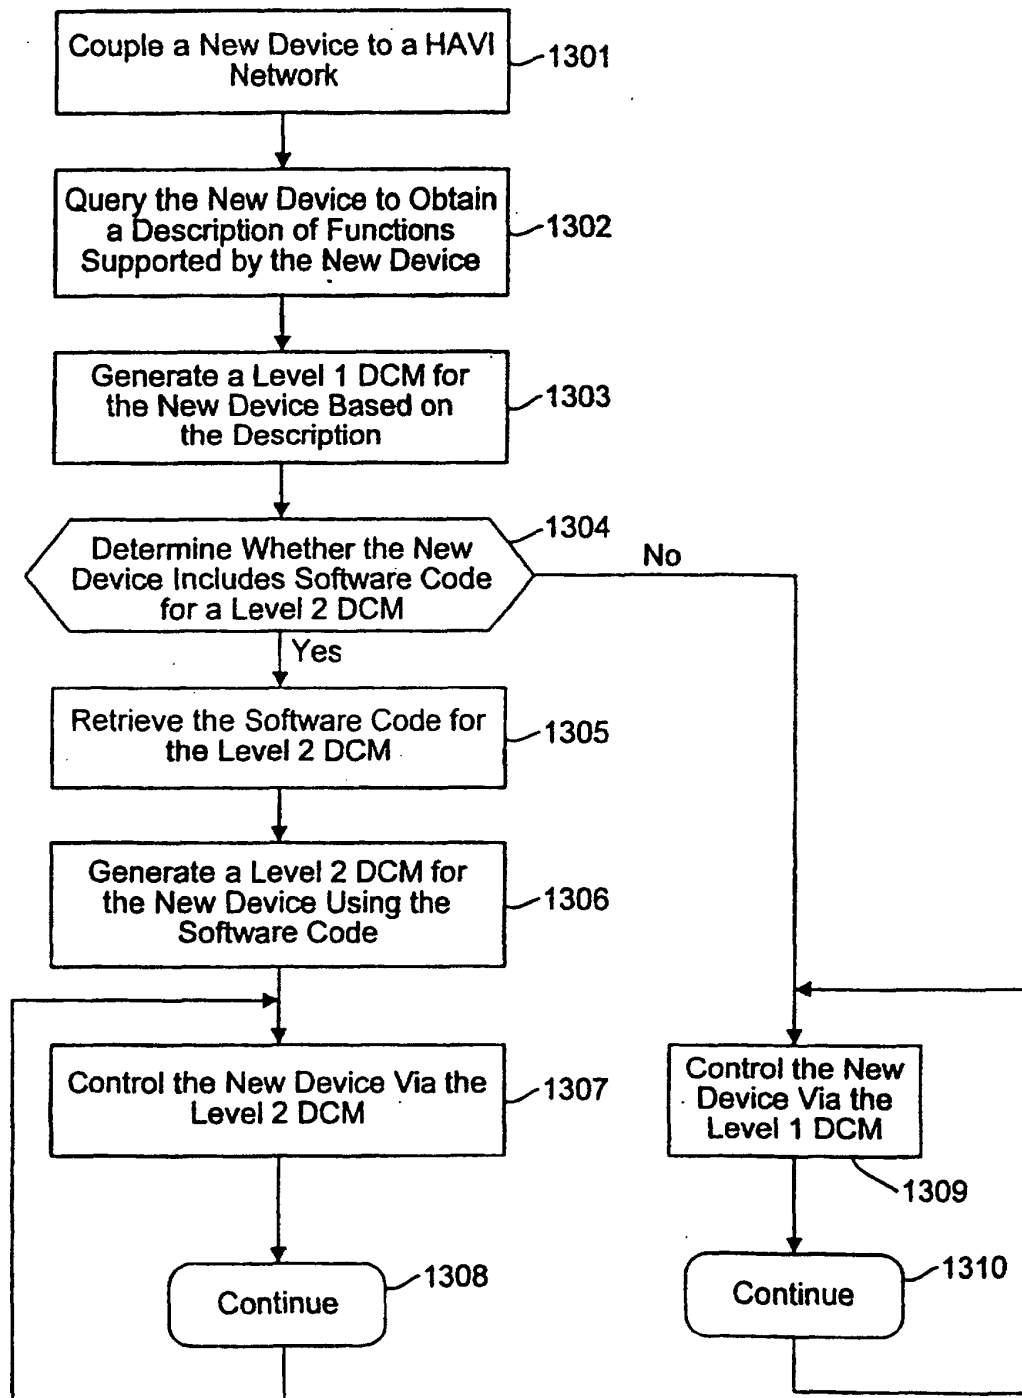 Couple a New Device to a HAVI
Network
1301
Query the New Device to Obtain
a Description of Functions
Supported by the New Device
1302
Generate a Level 1 DCM for
the New Device Based on
the Description
1303
1304
Determine Whether the New
Device Includes Software Code
for a Level 2 DCM
No
Yes
Retrieve the Software Code for
the Level 2 DCM
1305
Generate a Level 2 DCM for
the New Device Using the
Software Code
1306
Control the New Device Via the
Level 2 DCM
1307
Control the New
Device Via the
Level 1 DCM
1309
Continue
1308
Continue
1310